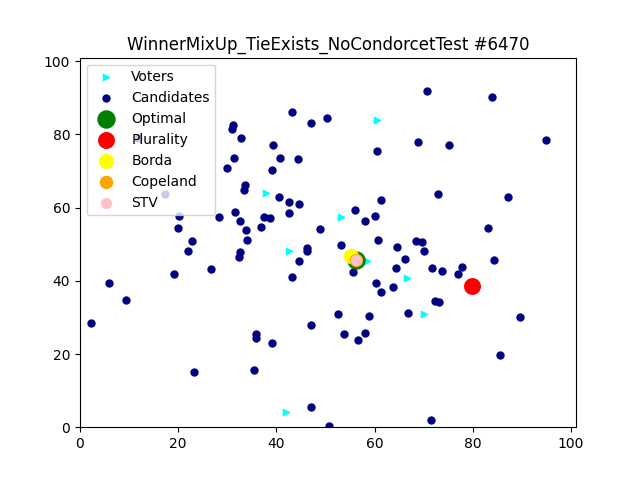 WinnerMixUp_TieExists_NoCondorcetTest #6470
100
80
60
40
20
0
0 20 40 60 80 100
Voters
Candidates
Optimal
Plurality
Borda
Copeland
STV